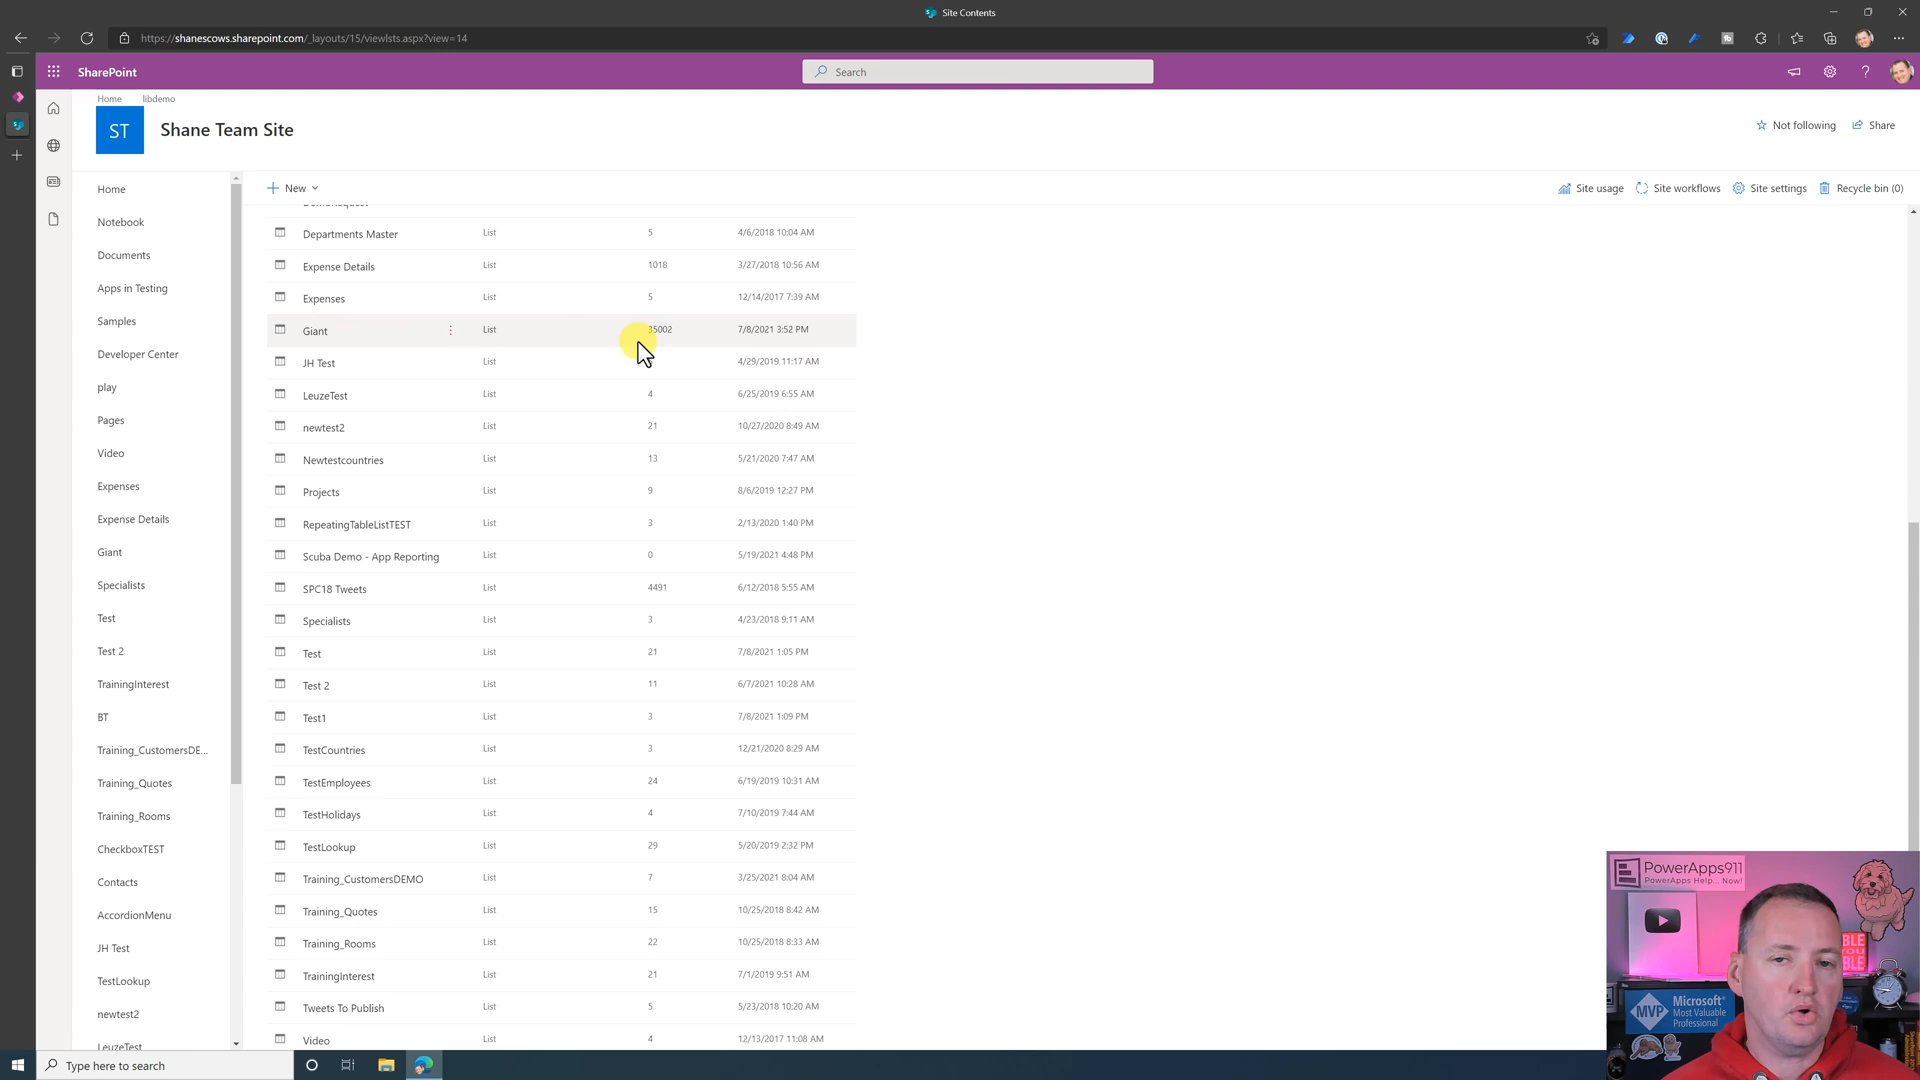 Site Contents
https://shanescows.sharepoint.com/_layouts/15/viewlsts.aspx?view=14
SharePoint
Search
Home libdemo
ST
Shane Team Site
Not following
Share
Home
Notebook
Documents
Apps in Testing
Samples
Developer Center
play
Pages
Video
Expenses
Expense Details
Giant
Specialists
Test
Test 2
TrainingInterest
BT
Training_CustomersDE...
Training_Quotes
Training_Rooms
CheckboxTEST
Contacts
AccordionMenu
JH Test
TestLookup
newtest2
LeuzeTest
New
Site usage
Site workflows
Site settings
Recycle bin (0)
Departments Master List 5 4/6/2018 10:04 AM
Expense Details List 1018 3/27/2018 10:56 AM
Expenses List 5 12/14/2017 7:39 AM
Giant List 35002 7/8/2021 3:52 PM
JH Test List 4/29/2019 11:17 AM
LeuzeTest List 4 6/25/2019 6:55 AM
newtest2 List 21 10/27/2020 8:49 AM
Newtestcountries List 13 5/21/2020 7:47 AM
Projects List 9 8/6/2019 12:27 PM
RepeatingTableListTEST List 3 2/13/2020 1:40 PM
Scuba Demo - App Reporting List 0 5/19/2021 4:48 PM
SPC18 Tweets List 4491 6/12/2018 5:55 AM
Specialists List 3 4/23/2018 9:11 AM
Test List 21 7/8/2021 1:05 PM
Test 2 List 11 6/7/2021 10:28 AM
Test1 List 3 7/8/2021 1:09 PM
TestCountries List 3 12/21/2020 8:29 AM
TestEmployees List 24 6/19/2019 10:31 AM
TestHolidays List 4 7/10/2019 7:44 AM
TestLookup List 29 5/20/2019 2:32 PM
Training_CustomersDEMO List 7 3/25/2021 8:04 AM
Training_Quotes List 15 10/25/2018 8:42 AM
Training_Rooms List 22 10/25/2018 8:33 AM
TrainingInterest List 21 7/1/2019 9:51 AM
Tweets To Publish List 5 5/23/2018 10:20 AM
Video List 4 12/13/2017 11:08 AM
PowerApps911
PowerApps Help... Now!
MVP
Microsoft®
Most Valuable
Professional
Type here to search